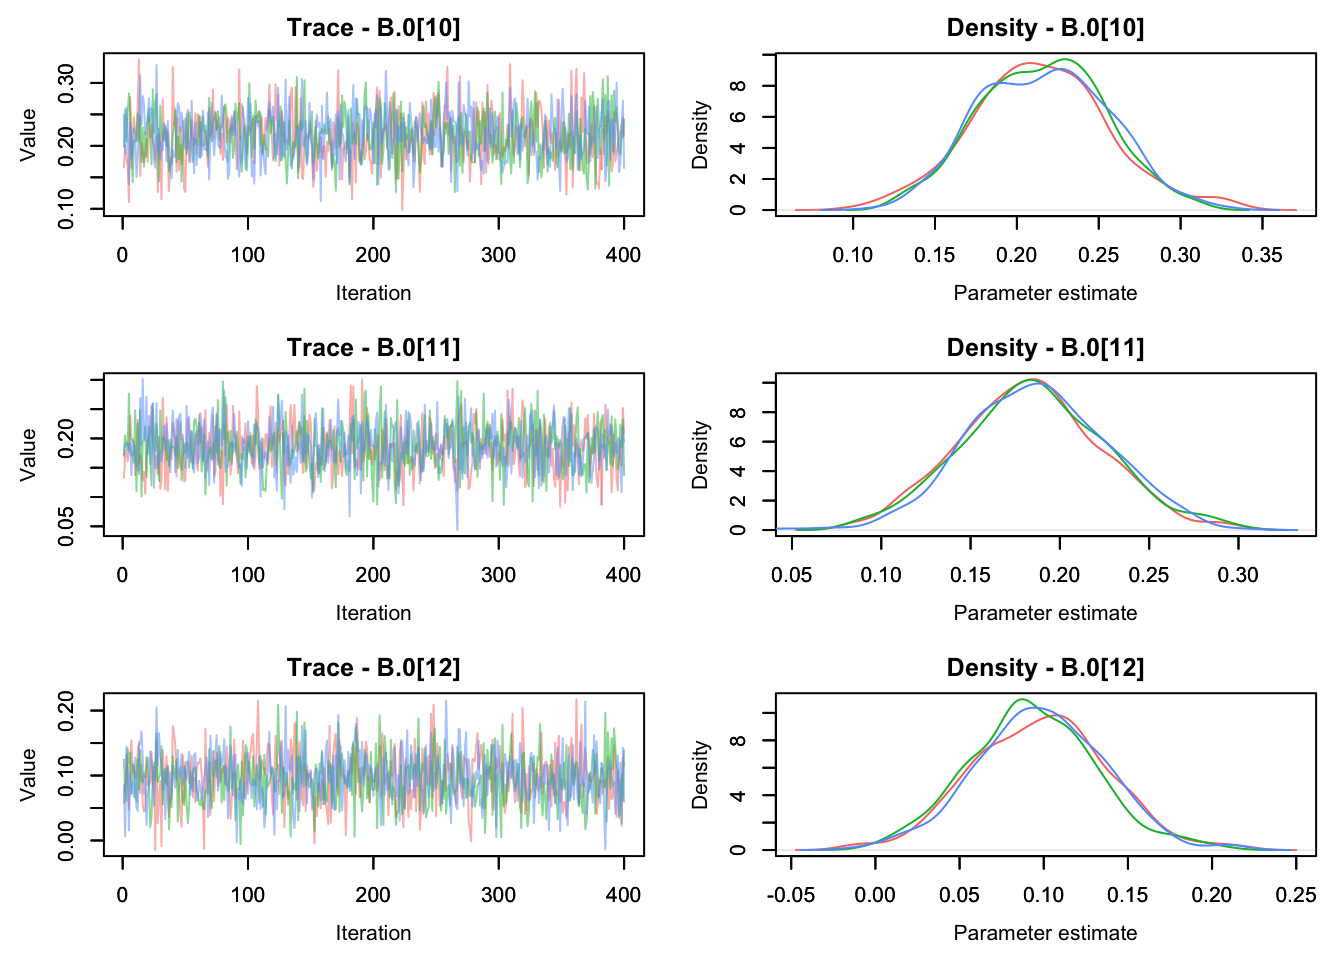 Trace - B.0[10]
Value
0.10 0.20 0.30
0 100 200 300 400
Iteration
Density - B.0[10]
Density
0 2 4 6 8
0.10 0.15 0.20 0.25 0.30 0.35
Parameter estimate
Trace - B.0[11]
Value
0.05 0.20
0 100 200 300 400
Iteration
Density - B.0[11]
Density
0 2 4 6 8
0.05 0.10 0.15 0.20 0.25 0.30
Parameter estimate
Trace - B.0[12]
Value
0.00 0.10 0.20
0 100 200 300 400
Iteration
Density - B.0[12]
Density
0 4 8
-0.05 0.00 0.05 0.10 0.15 0.20 0.25
Parameter estimate